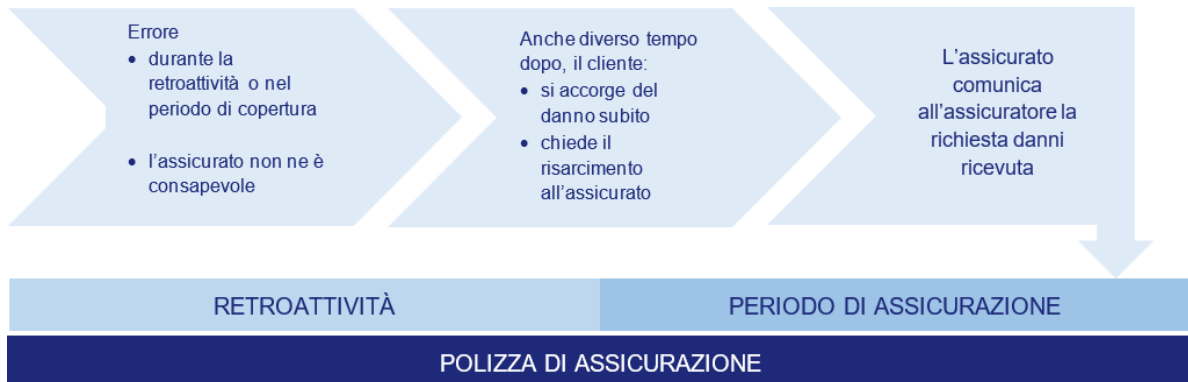 Errore
• durante la
retroattività o nel
periodo di copertura
• l'assicurato non ne è
consapevole
Anche diverso tempo
dopo, il cliente:
• si accorge del
danno subito
• chiede il
risarcimento
all'assicurato
L'assicurato
comunica
all'assicuratore la
richiesta danni
ricevuta
RETROATTIVITÀ
PERIODO DI ASSICURAZIONE
POLIZZA DI ASSICURAZIONE